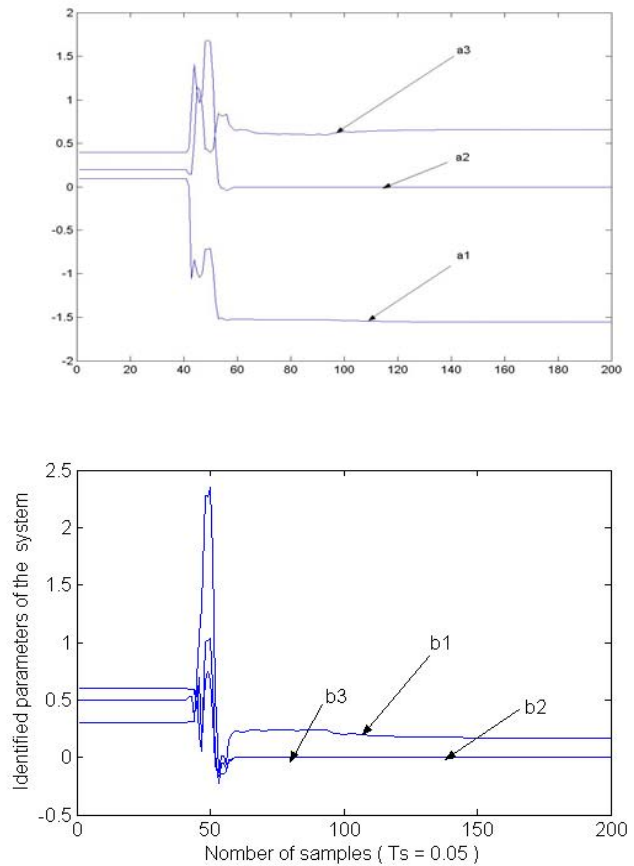 2
1.5
a3
1
0.5
a2
0
-0.5
a1
-1
-1.5
-2
0 20 40 60 80 100 120 140 160 180 200
2.5
Identified parameters of the system
2
1.5
1
b1
b3
b2
0.5
0
-0.5
0 50 100 150 200
Nomber of samples ( Ts = 0.05 )